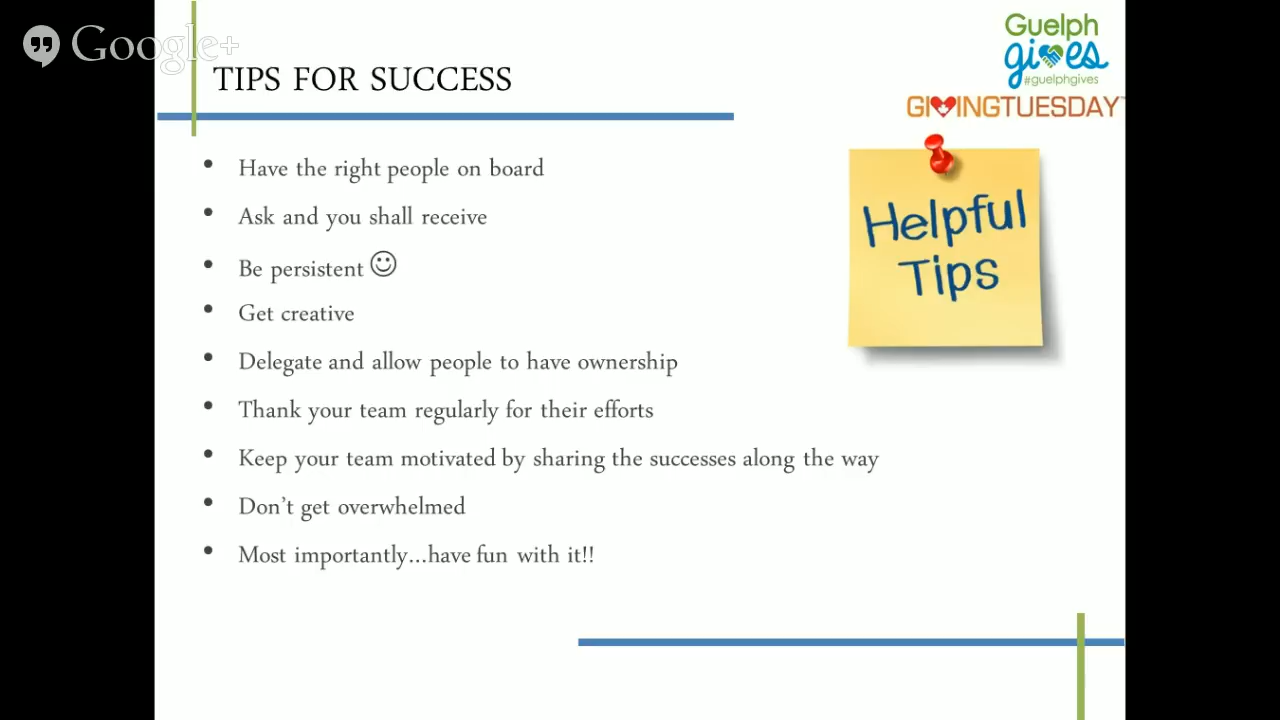 Google+
Guelph
gives
#guelphgives
GIVINGTUESDAY™
TIPS FOR SUCCESS
• Have the right people on board
• Ask and you shall receive
• Be persistent ☺
• Get creative
• Delegate and allow people to have ownership
• Thank your team regularly for their efforts
• Keep your team motivated by sharing the successes along the way
• Don't get overwhelmed
• Most importantly...have fun with it!!
Helpful
Tips